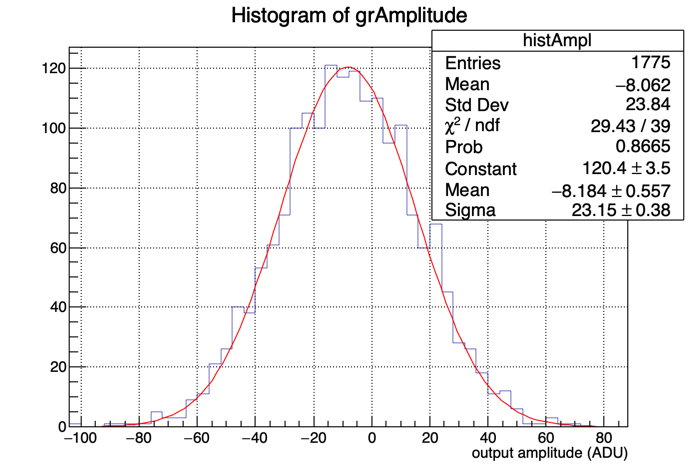 Histogram of grAmplitude
histAmpl
Entries 1775
Mean −8.062
Std Dev 23.84
χ² / ndf 29.43 / 39
Prob 0.8665
Constant 120.4 ± 3.5
Mean −8.184 ± 0.557
Sigma 23.15 ± 0.38
120
100
80
60
40
20
0
−100 −80 −60 −40 −20 0 20 40 60 80
output amplitude (ADU)